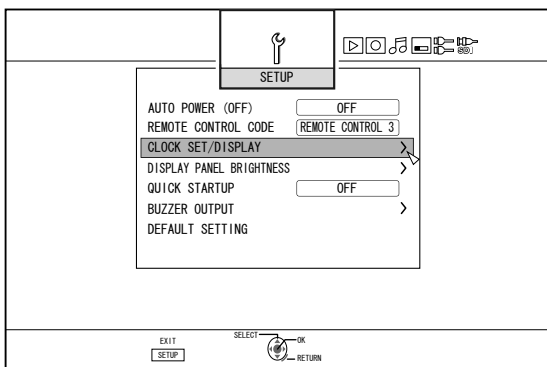 SETUP
AUTO POWER (OFF) OFF
REMOTE CONTROL CODE REMOTE CONTROL 3
CLOCK SET/DISPLAY >
DISPLAY PANEL BRIGHTNESS >
QUICK STARTUP OFF
BUZZER OUTPUT >
DEFAULT SETTING
EXIT
SETUP
SELECT
OK
RETURN